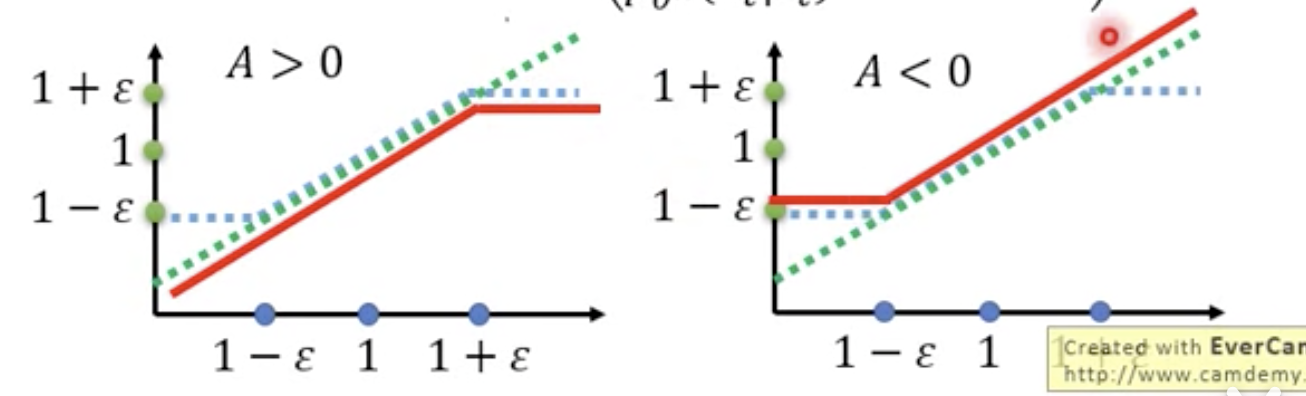 A > 0
1 + ε
1
1 − ε
1 − ε 1 1 + ε
A < 0
1 + ε
1
1 − ε
1 − ε 1
Created with EverCam
http://www.camdemy.